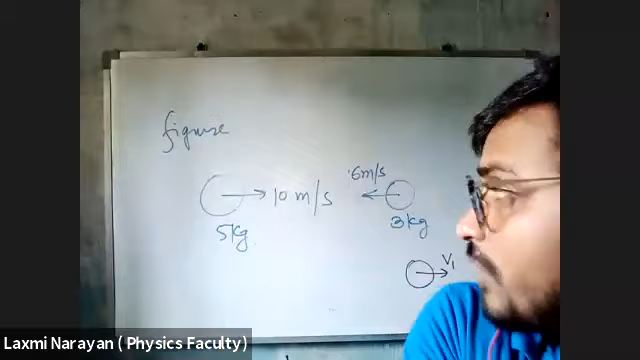 figure
10 m/s
6m/s
5kg
3kg
V₁
Laxmi Narayan ( Physics Faculty)